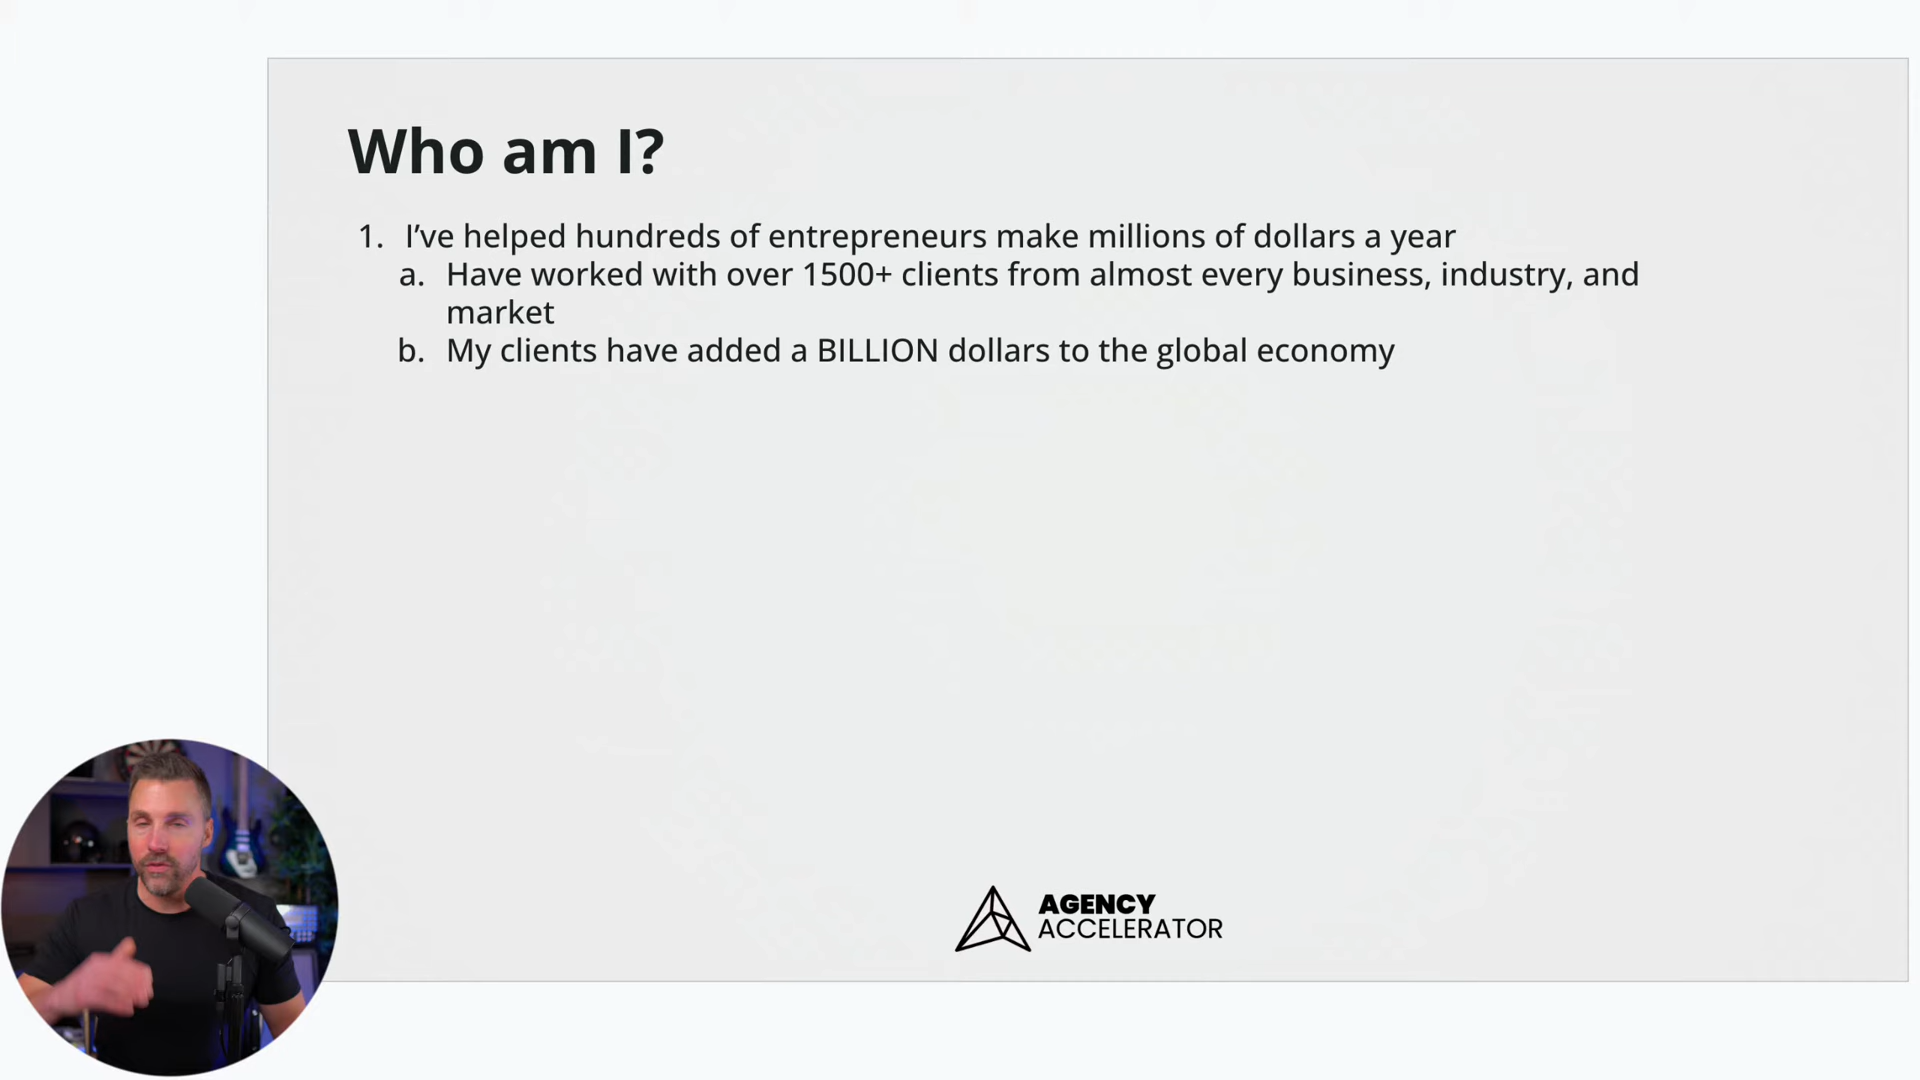 Who am I?
1. I’ve helped hundreds of entrepreneurs make millions of dollars a year
a. Have worked with over 1500+ clients from almost every business, industry, and
market
b. My clients have added a BILLION dollars to the global economy
AGENCY
ACCELERATOR